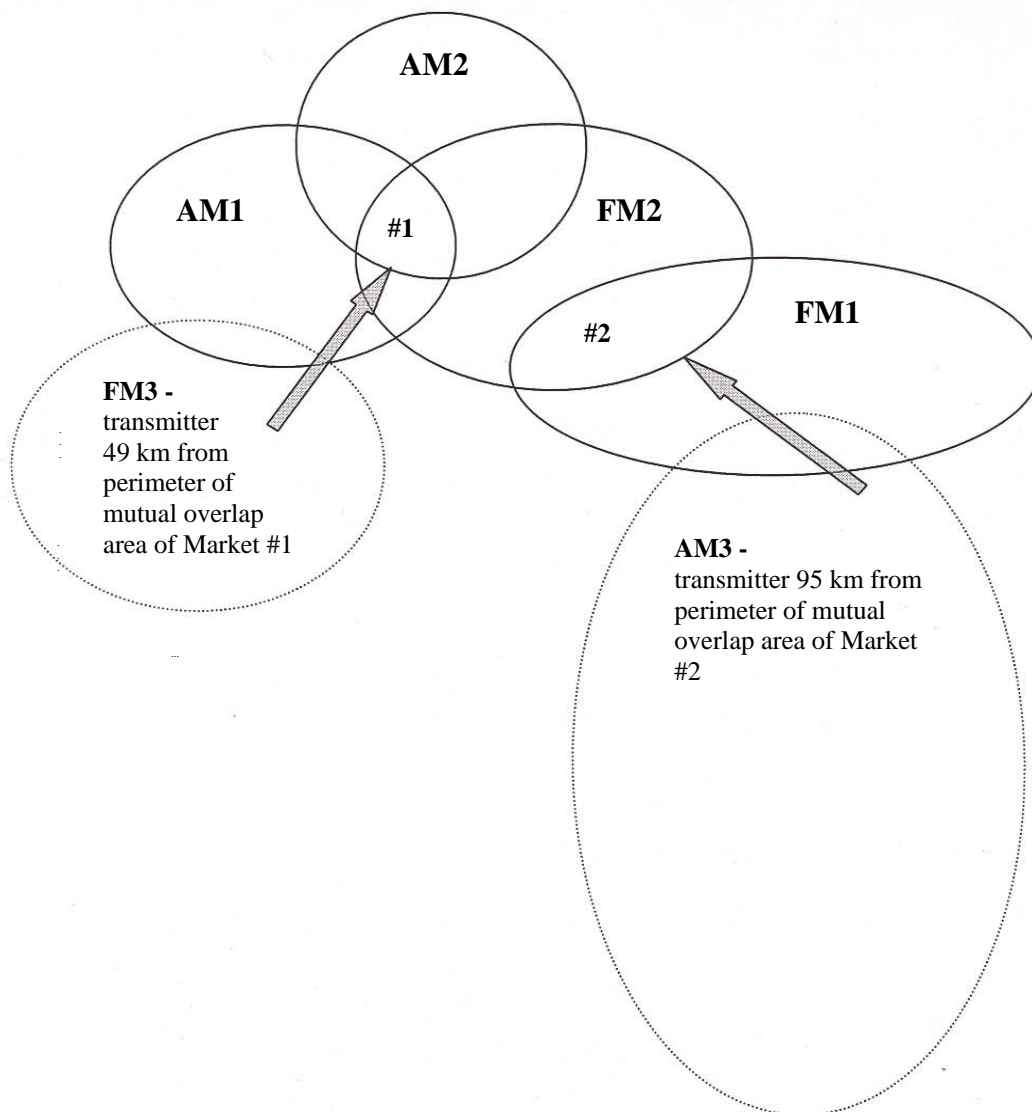 AM2
AM1
#1
FM2
#2
FM1
FM3 -
transmitter
49 km from
perimeter of
mutual overlap
area of Market #1
AM3 -
transmitter 95 km from
perimeter of mutual
overlap area of Market
#2